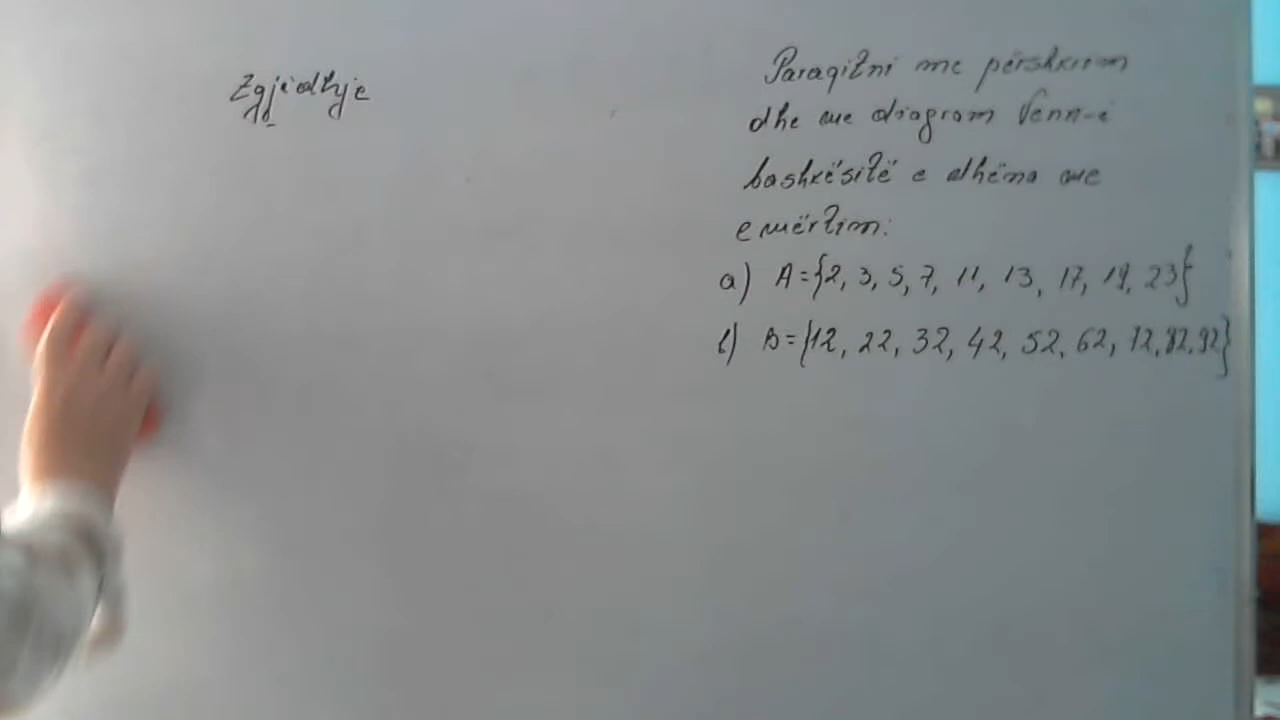 Zgjidhje
Paraqitni me përshkrim
dhe me diagram Venn-i
bashkësitë e dhëna me
emërtim:
a) A={2, 3, 5, 7, 11, 13, 17, 19, 23}
b) B={12, 22, 32, 42, 52, 62, 72, 82, 92}